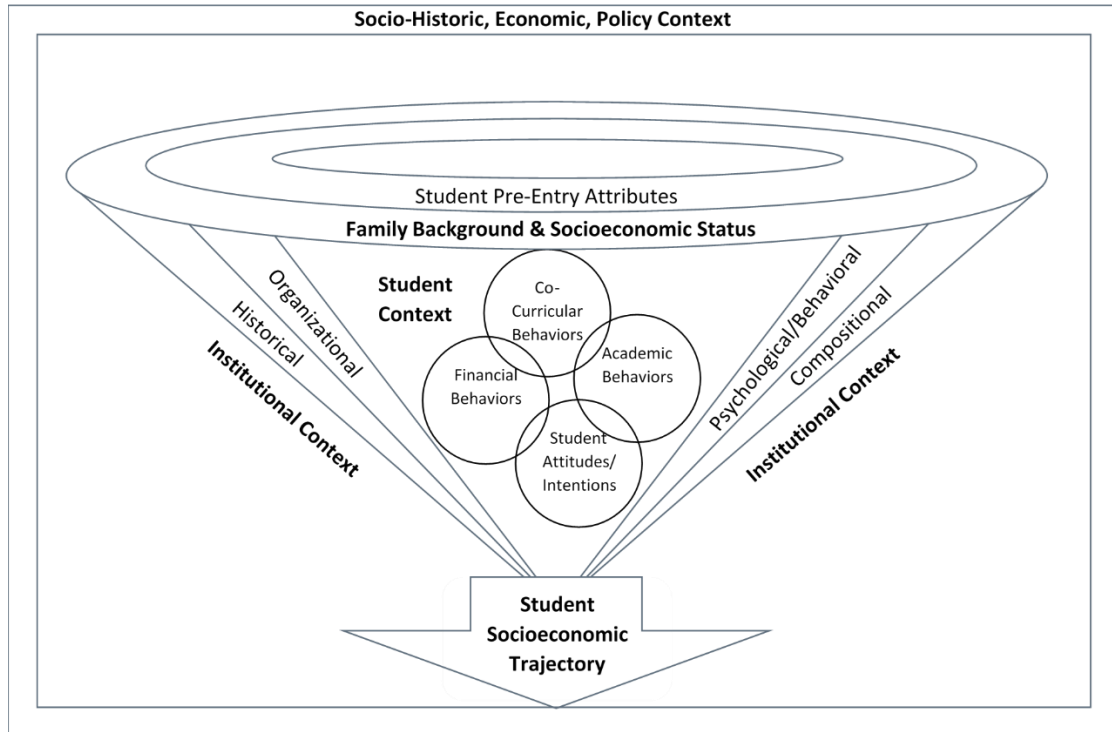 Socio-Historic, Economic, Policy Context
Student Pre-Entry Attributes
Family Background & Socioeconomic Status
Historical
Organizational
Institutional Context
Student
Context
Co-
Curricular
Behaviors
Academic
Behaviors
Financial
Behaviors
Student
Attitudes/
Intentions
Psychological/Behavioral
Compositional
Institutional Context
Student
Socioeconomic
Trajectory